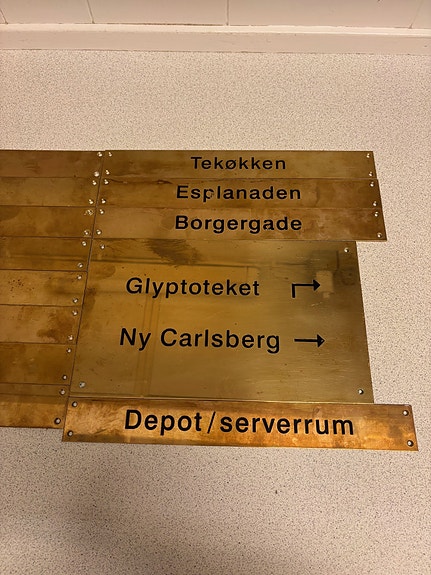 Tekøkken
Esplanaden
Borgergade
Glyptoteket ↱
Ny Carlsberg →
Depot/serverrum